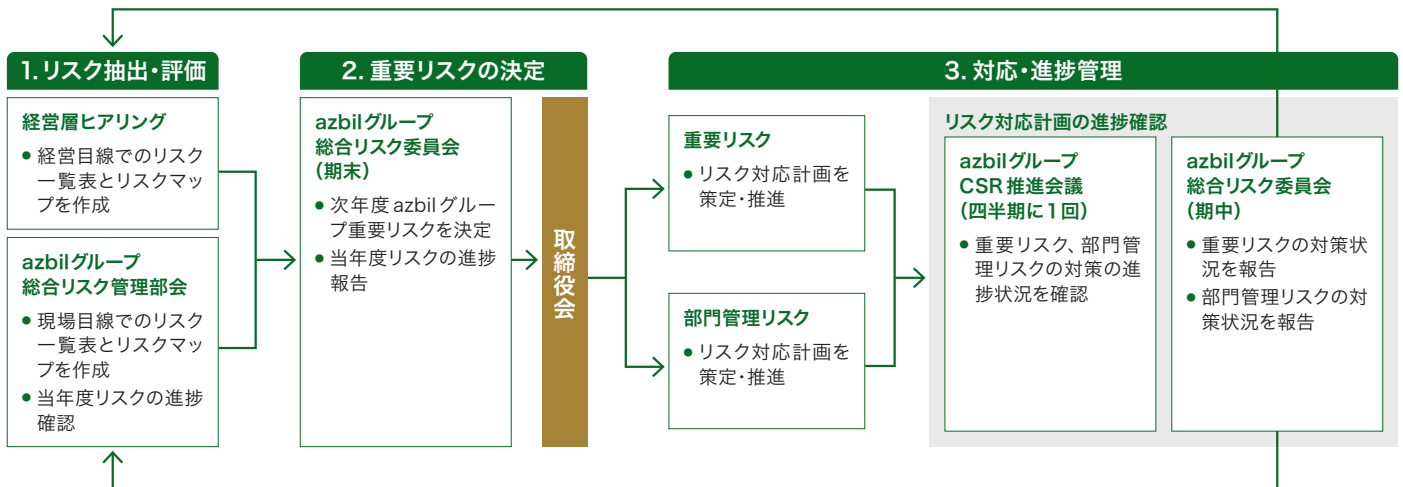 1. リスク抽出・評価
経営層ヒアリング
● 経営目線でのリスク
一覧表とリスクマッ
プを作成
azbilグループ
総合リスク管理部会
● 現場目線でのリスク
一覧表とリスクマッ
プを作成
● 当年度リスクの進捗
確認
2. 重要リスクの決定
azbilグループ
総合リスク委員会
（期末）
● 次年度 azbilグルー
プ重要リスクを決定
● 当年度リスクの進捗
報告
取締役会
3. 対応・進捗管理
重要リスク
● リスク対応計画を
策定・推進
部門管理リスク
● リスク対応計画を
策定・推進
リスク対応計画の進捗確認
azbilグループ
CSR推進会議
（四半期に1回）
● 重要リスク、部門管
理リスクの対策の進
捗状況を確認
azbilグループ
総合リスク委員会
（期中）
● 重要リスクの対策状
況を報告
● 部門管理リスクの対
策状況を報告